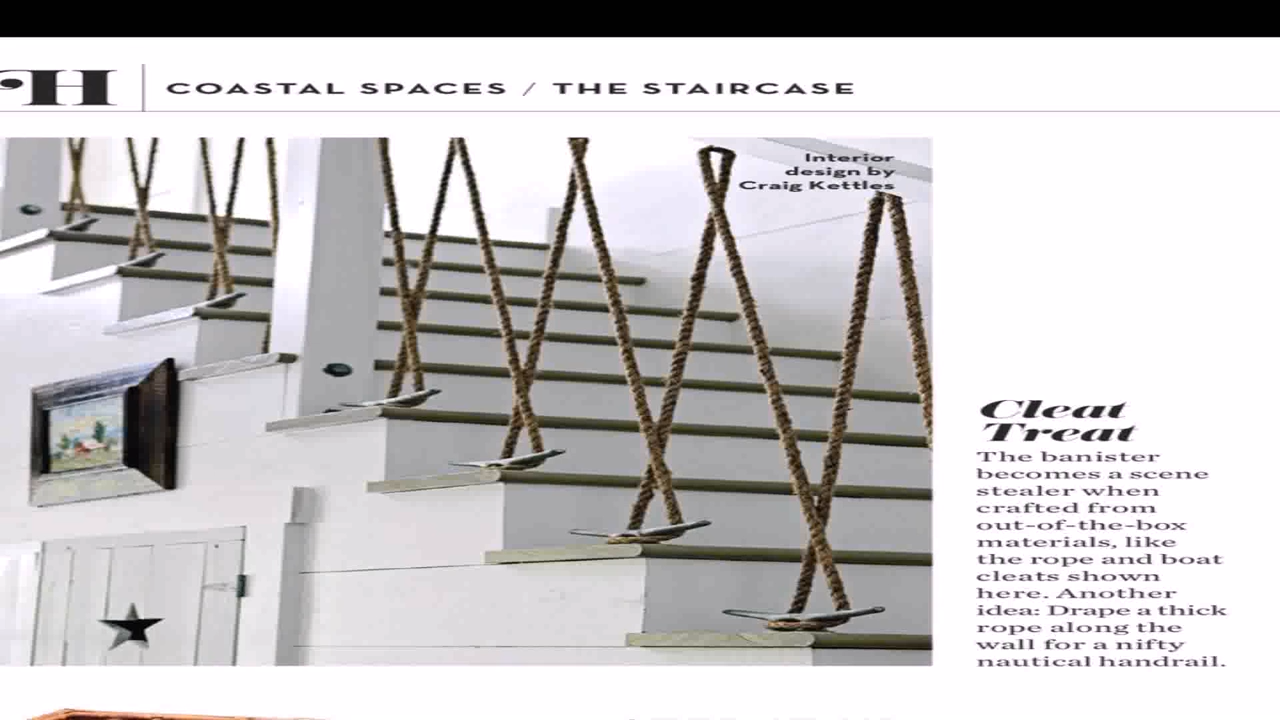 H
COASTAL SPACES / THE STAIRCASE
Interior
design by
Craig Kettles
Cleat
Treat
The banister
becomes a scene
stealer when
crafted from
out-of-the-box
materials, like
the rope and boat
cleats shown
here. Another
idea: Drape a thick
rope along the
wall for a nifty
nautical handrail.